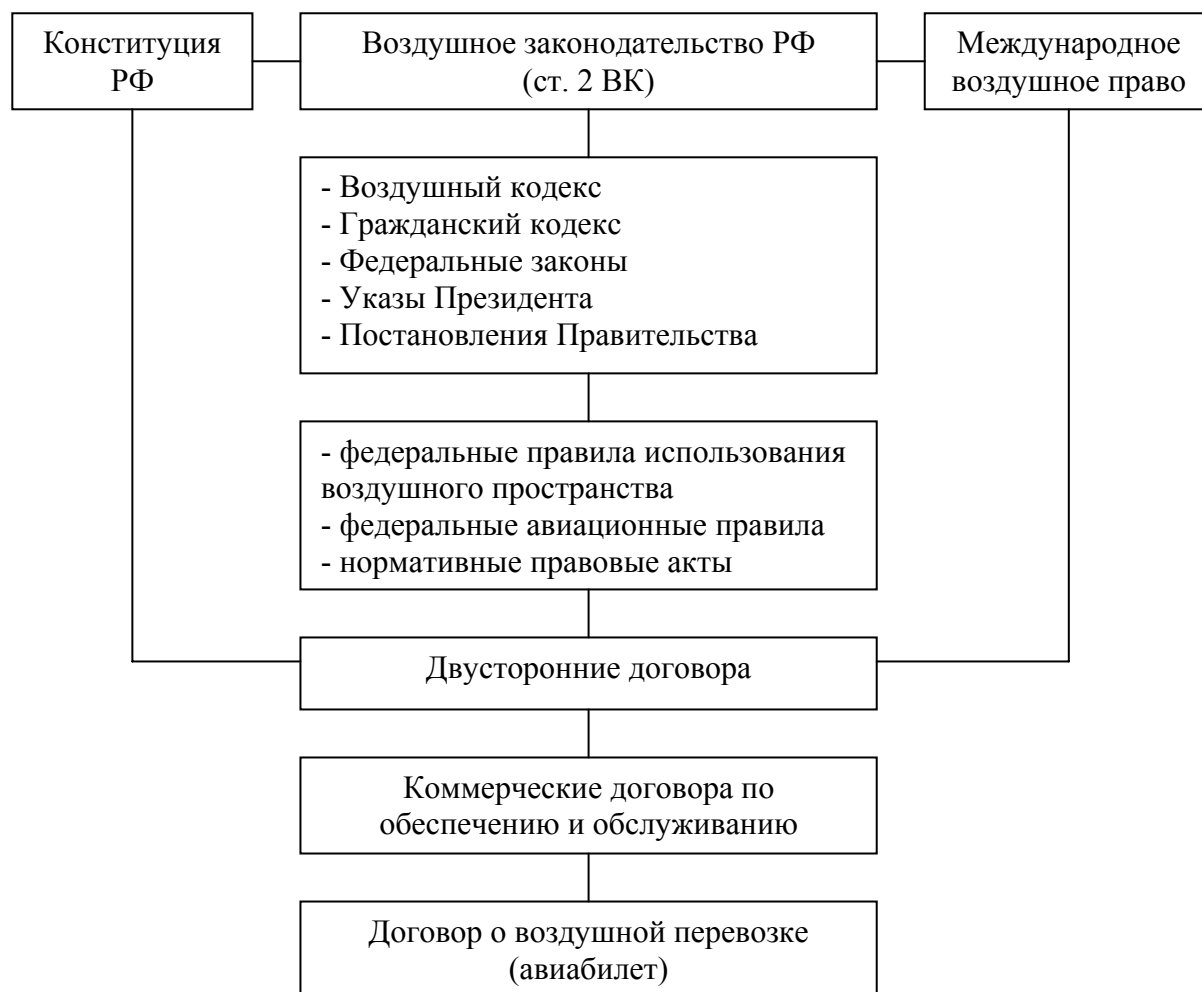 Конституция
РФ
Воздушное законодательство РФ
(ст. 2 ВК)
Международное
воздушное право
- Воздушный кодекс
- Гражданский кодекс
- Федеральные законы
- Указы Президента
- Постановления Правительства
- федеральные правила использования
воздушного пространства
- федеральные авиационные правила
- нормативные правовые акты
Двусторонние договора
Коммерческие договора по
обеспечению и обслуживанию
Договор о воздушной перевозке
(авиабилет)